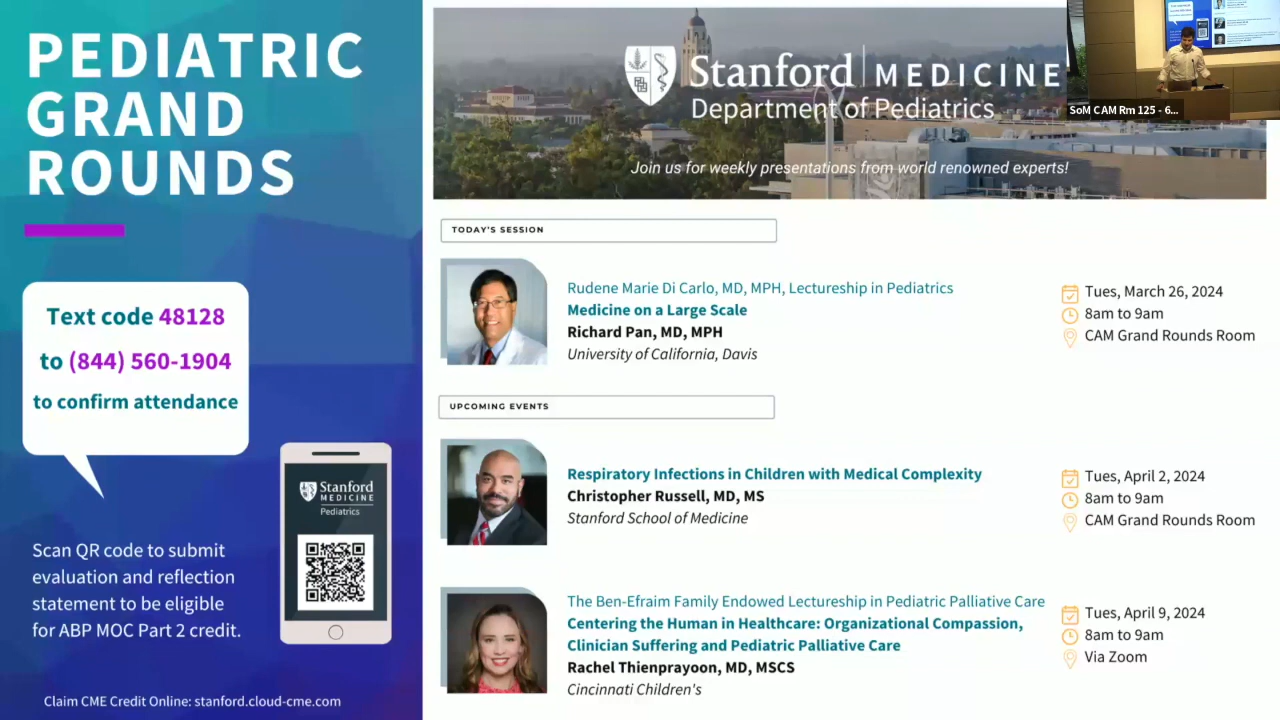 PEDIATRIC
GRAND
ROUNDS
Text code 48128
to (844) 560-1904
to confirm attendance
Stanford
MEDICINE
Pediatrics
Scan QR code to submit
evaluation and reflection
statement to be eligible
for ABP MOC Part 2 credit.
Claim CME Credit Online: stanford.cloud-cme.com
Stanford MEDICINE
Department of Pediatrics
Join us for weekly presentations from world renowned experts!
SoM CAM Rm 125 - 6...
TODAY'S SESSION
Rudene Marie Di Carlo, MD, MPH, Lectureship in Pediatrics
Medicine on a Large Scale
Richard Pan, MD, MPH
University of California, Davis
Tues, March 26, 2024
8am to 9am
CAM Grand Rounds Room
UPCOMING EVENTS
Respiratory Infections in Children with Medical Complexity
Christopher Russell, MD, MS
Stanford School of Medicine
Tues, April 2, 2024
8am to 9am
CAM Grand Rounds Room
The Ben-Efraim Family Endowed Lectureship in Pediatric Palliative Care
Centering the Human in Healthcare: Organizational Compassion,
Clinician Suffering and Pediatric Palliative Care
Rachel Thienprayoon, MD, MSCS
Cincinnati Children's
Tues, April 9, 2024
8am to 9am
Via Zoom